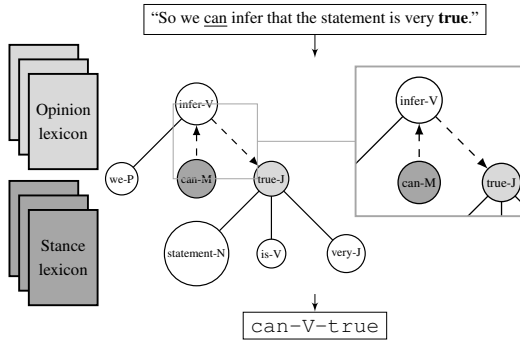 “So we can infer that the statement is very true.”
Opinion
lexicon
Stance
lexicon
infer-V
we-P
can-M
true-J
statement-N
is-V
very-J
infer-V
can-M
true-J
can-V-true